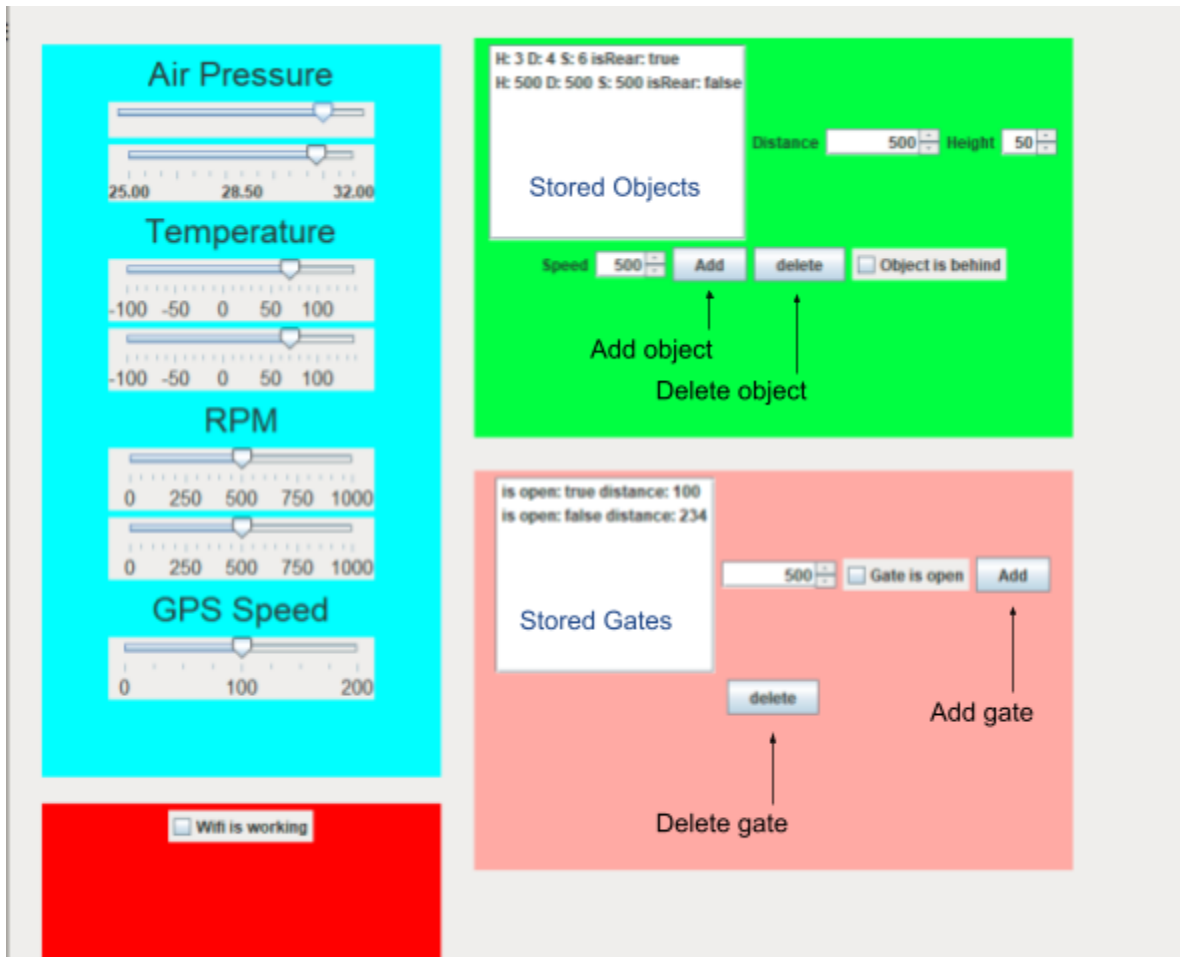 Air Pressure
25.00 28.50 32.00
Temperature
-100 -50 0 50 100
-100 -50 0 50 100
RPM
0 250 500 750 1000
0 250 500 750 1000
GPS Speed
0 100 200
Wifi is working
H: 3 D: 4 S: 6 isRear: true
H: 500 D: 500 S: 500 isRear: false
Stored Objects
Distance 500 Height 50
Speed 500 Add delete Object is behind
Add object
Delete object
is open: true distance: 100
is open: false distance: 234
Stored Gates
500 Gate is open Add
delete
Add gate
Delete gate